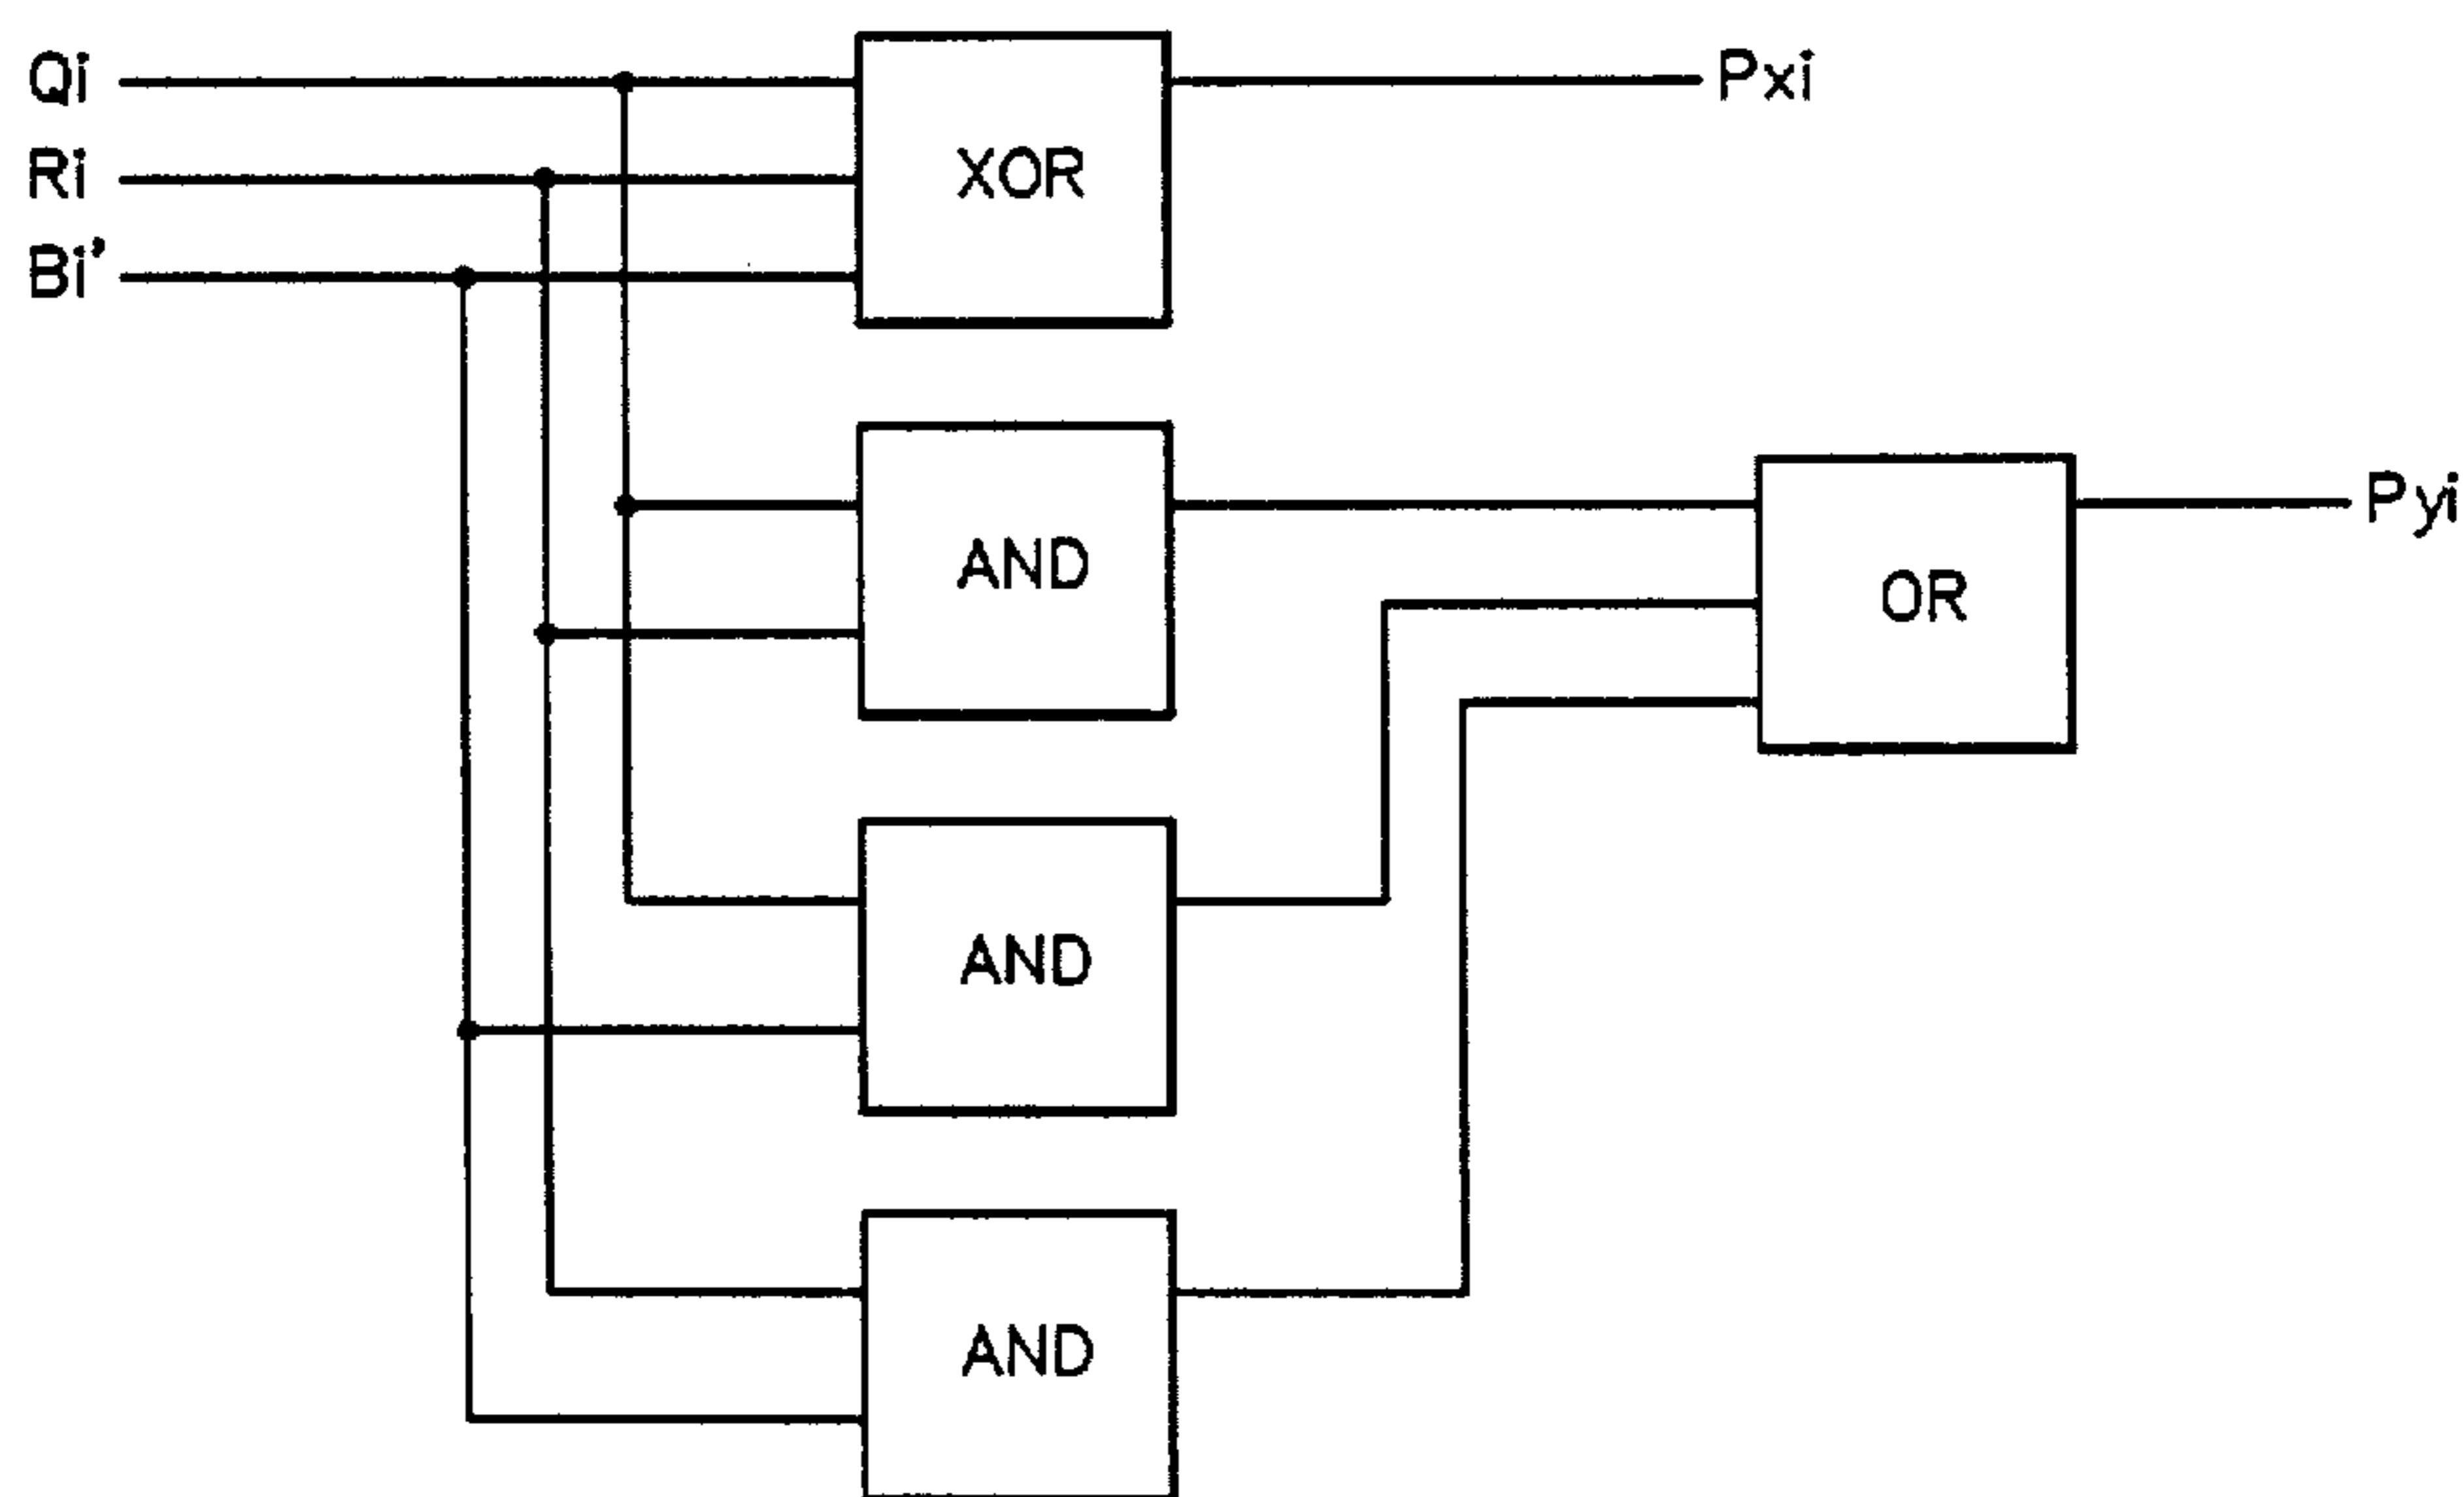 Qi
Pxi
Ri
XOR
Bi'
AND
Pyi
OR
AND
AND